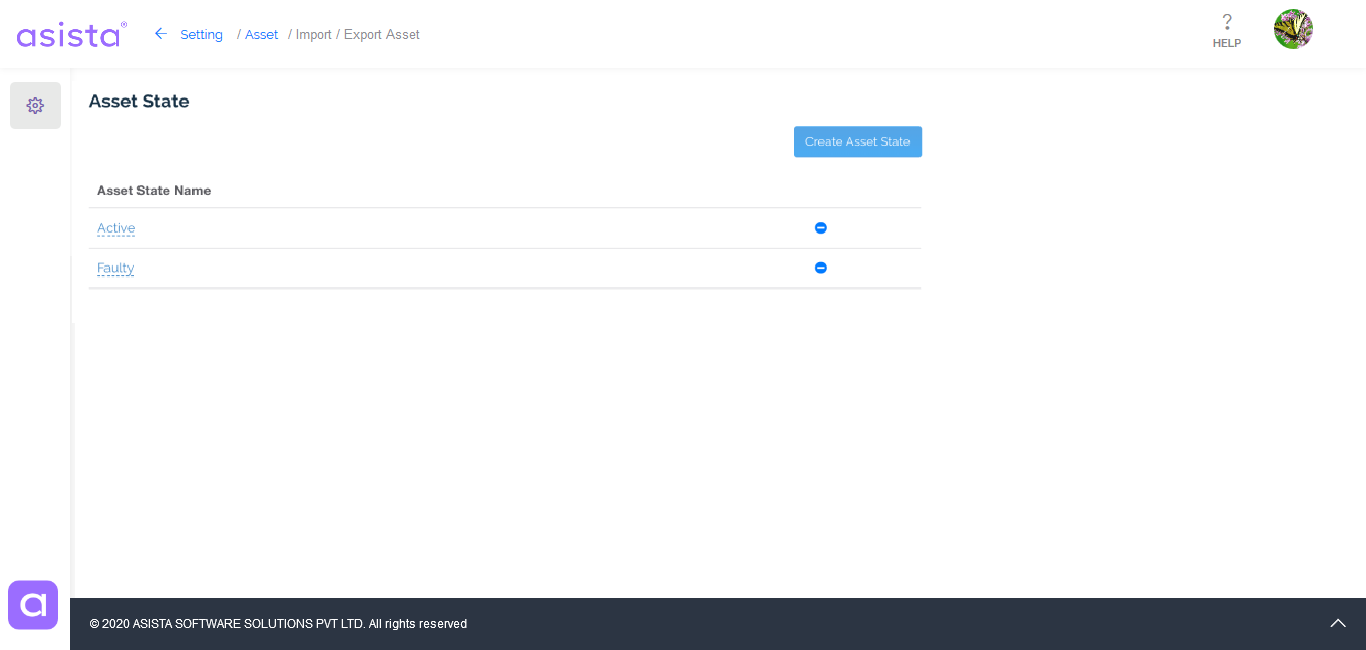 asista®
Setting / Asset / Import / Export Asset
?
HELP
Asset State
Create Asset State
Asset State Name
Active
Faulty
a
© 2020 ASISTA SOFTWARE SOLUTIONS PVT LTD. All rights reserved